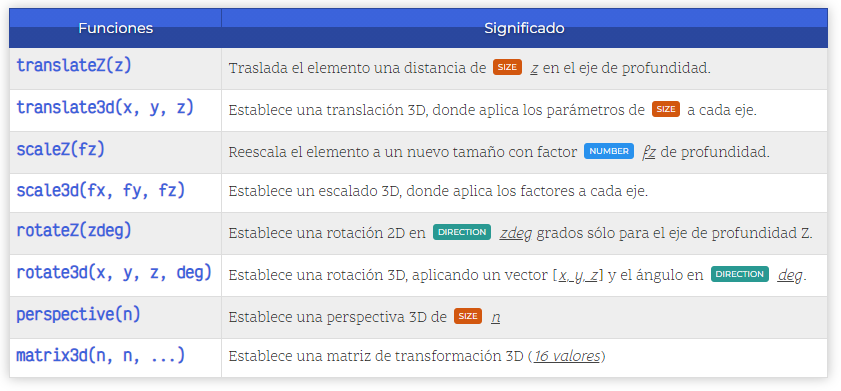 Funciones Significado
translateZ(z) Traslada el elemento una distancia de SIZE z en el eje de profundidad.
translate3d(x, y, z) Establece una translación 3D, donde aplica los parámetros de SIZE a cada eje.
scaleZ(fz) Reescala el elemento a un nuevo tamaño con factor NUMBER fz de profundidad.
scale3d(fx, fy, fz) Establece un escalado 3D, donde aplica los factores a cada eje.
rotateZ(zdeg) Establece una rotación 2D en DIRECTION zdeg grados sólo para el eje de profundidad Z.
rotate3d(x, y, z, deg) Establece una rotación 3D, aplicando un vector [x, y, z] y el ángulo en DIRECTION deg.
perspective(n) Establece una perspectiva 3D de SIZE n
matrix3d(n, n, ...) Establece una matriz de transformación 3D (16 valores)